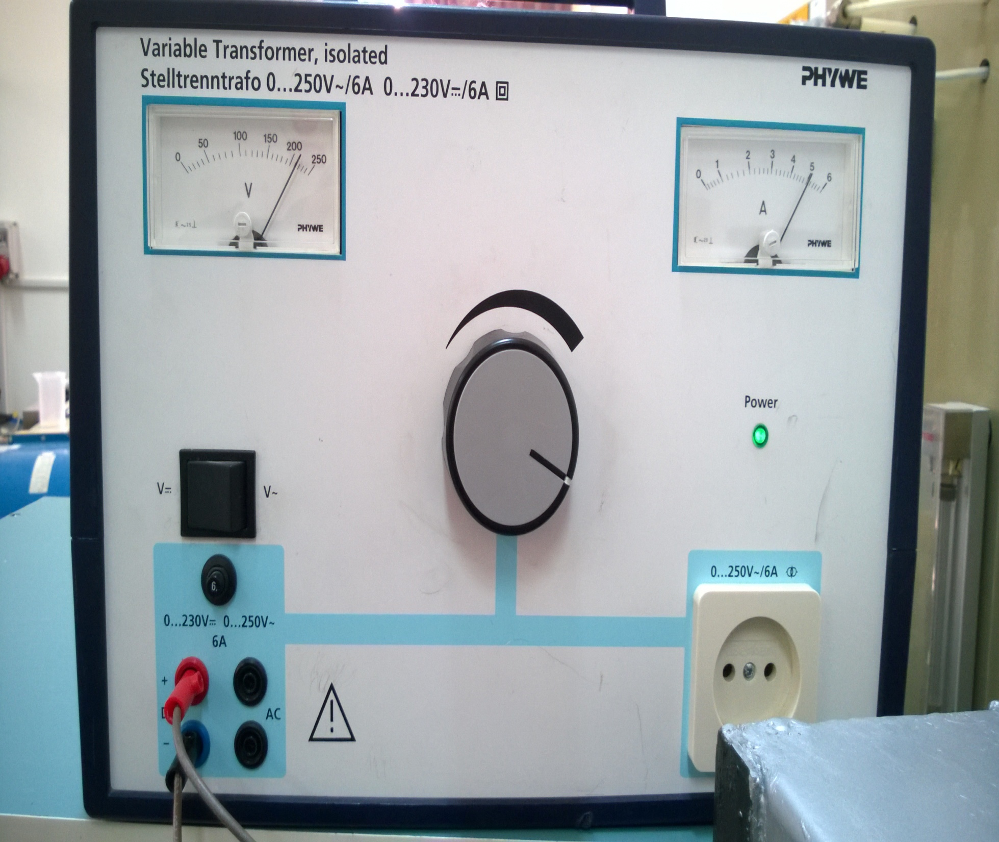 Variable Transformer, isolated
Stelltrenntrafo 0...250V~/6A 0...230V⎓/6A
PHYWE
0 50 100 150 200 250
V
PHYWE
0 1 2 3 4 5 6
A
PHYWE
Power
V⎓ V~
6.
0...230V⎓ 0...250V~
6A
+
AC
−
0...250V~/6A